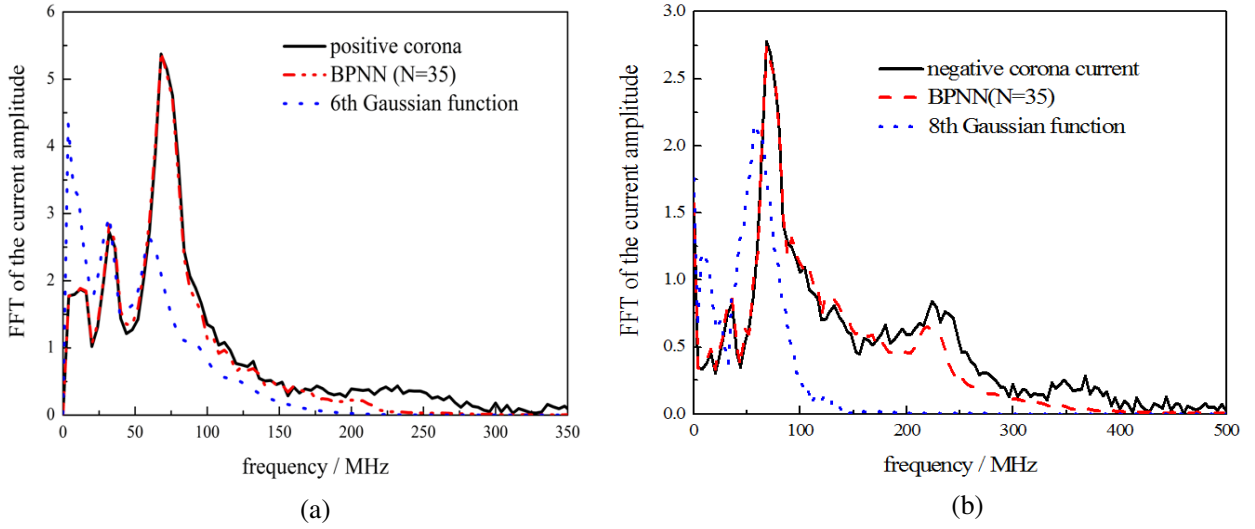 FFT of the current amplitude
6
5
4
3
2
1
0
positive corona
BPNN (N=35)
6th Gaussian function
0 50 100 150 200 250 300 350
frequency / MHz
(a)
FFT of the current amplitude
3.0
2.5
2.0
1.5
1.0
0.5
0.0
negative corona current
BPNN(N=35)
8th Gaussian function
0 100 200 300 400 500
frequency / MHz
(b)